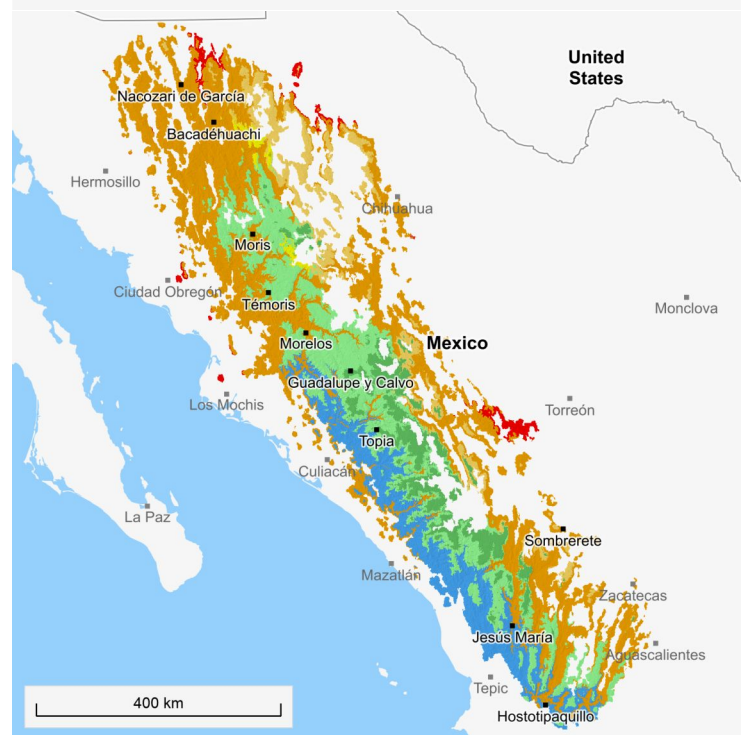 United
States
Nacozari de García
Bacadéhuachi
Hermosillo
Chihuahua
Moris
Ciudad Obregón
Témoris
Monclova
Morelos
Mexico
Guadalupe y Calvo
Los Mochis
Torreón
Topia
Culiacán
La Paz
Sombrerete
Mazatlán
Zacatecas
Jesús María
Aguascalientes
Tepic
400 km
Hostotipaquillo